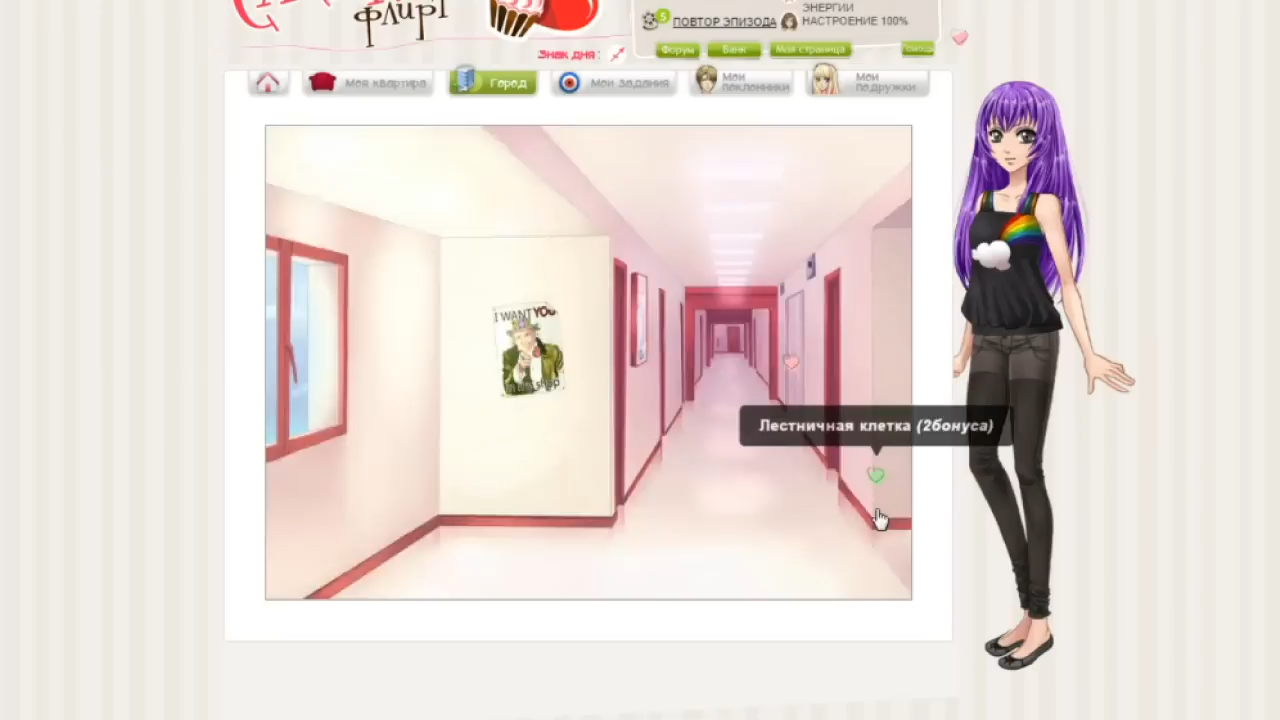 флирт
5 ПОВТОР ЭПИЗОДА
ЭНЕРГИИ
НАСТРОЕНИЕ 100%
Знак дня:
Форум
Банк
Моя страница
Моя квартира
Город
Мои задания
Мои поклонники
Мои подружки
I WANT YOU
Лестничная клетка (2бонуса)